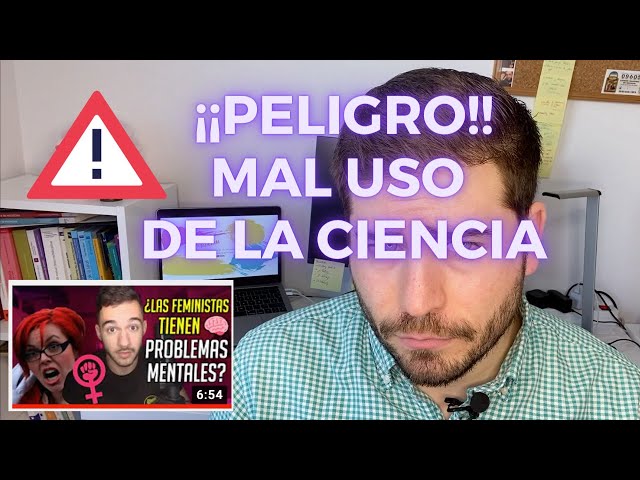 ¡¡PELIGRO!!
MAL USO
DE LA CIENCIA
¿LAS FEMINISTAS
TIENEN
PROBLEMAS
MENTALES?
6:54